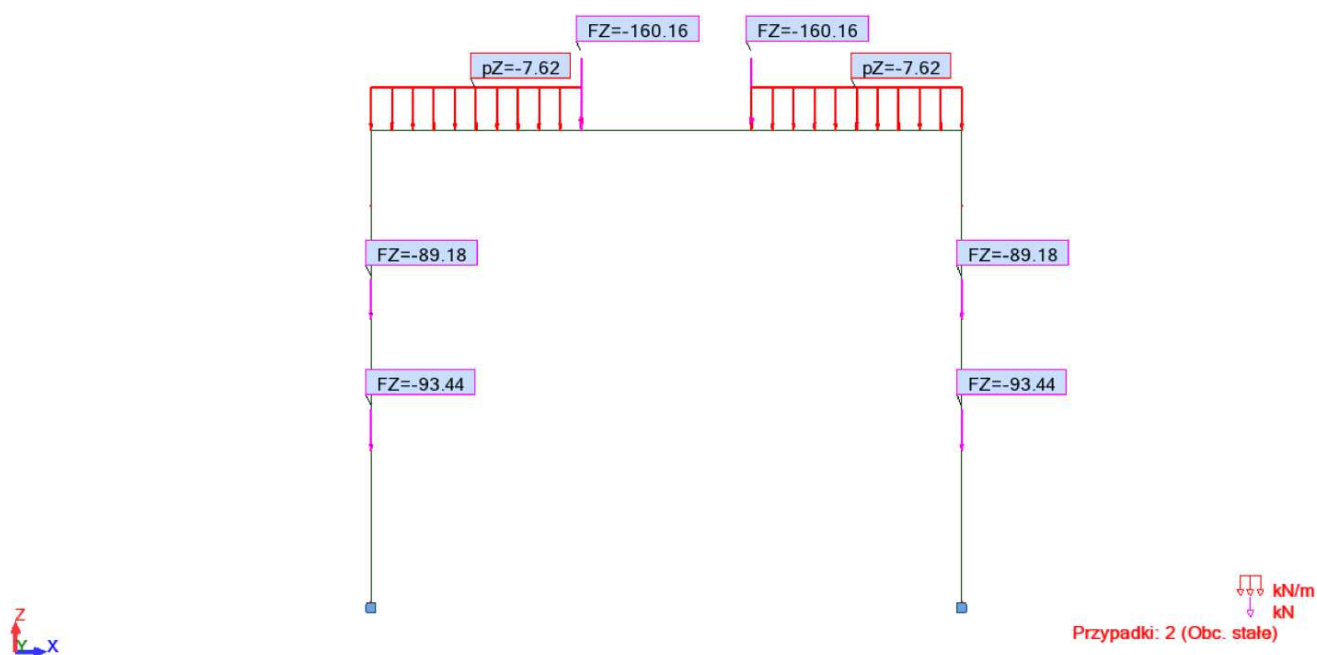 FZ=-160.16 FZ=-160.16
pZ=-7.62 pZ=-7.62
FZ=-89.18 FZ=-89.18
FZ=-93.44 FZ=-93.44
kN/m
kN
Przypadki: 2 (Obc. stałe)
Z
Y X